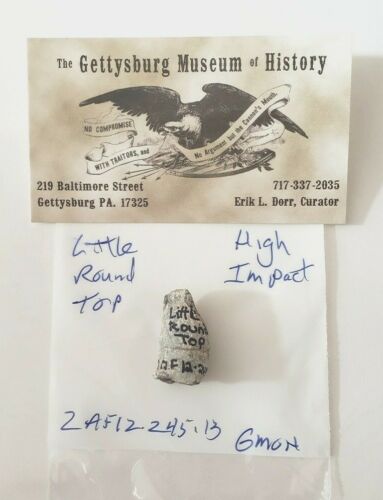 The Gettysburg Museum of History
NO COMPROMISE
WITH TRAITORS, and
No Argument but the Cannon's Mouth.
219 Baltimore Street
Gettysburg PA. 17325
717-337-2035
Erik L. Dorr, Curator
Little
Round
Top
High
Impact
Little
Round
Top
2AF12.245.13
GMOH